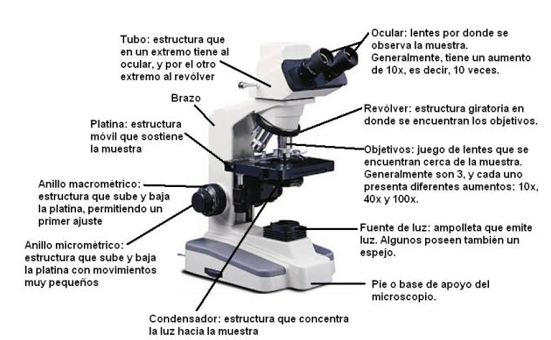 Tubo: estructura que
en un extremo tiene al
ocular, y por el otro
extremo al revólver
Brazo
Platina: estructura
móvil que sostiene
la muestra
Anillo macrométrico:
estructura que sube y baja
la platina, permitiendo un
primer ajuste
Anillo micrométrico:
estructura que sube y baja
la platina con movimientos
muy pequeños
Condensador: estructura que concentra
la luz hacia la muestra
Ocular: lentes por donde se
observa la muestra.
Generalmente, tiene un aumento
de 10x, es decir, 10 veces.
Revólver: estructura giratoria en
donde se encuentran los objetivos.
Objetivos: juego de lentes que se
encuentran cerca de la muestra.
Generalmente son 3, y cada uno
presenta diferentes aumentos: 10x,
40x y 100x.
Fuente de luz: ampolleta que emite
luz. Algunos poseen también un
espejo.
Pie o base de apoyo del
microscopio.